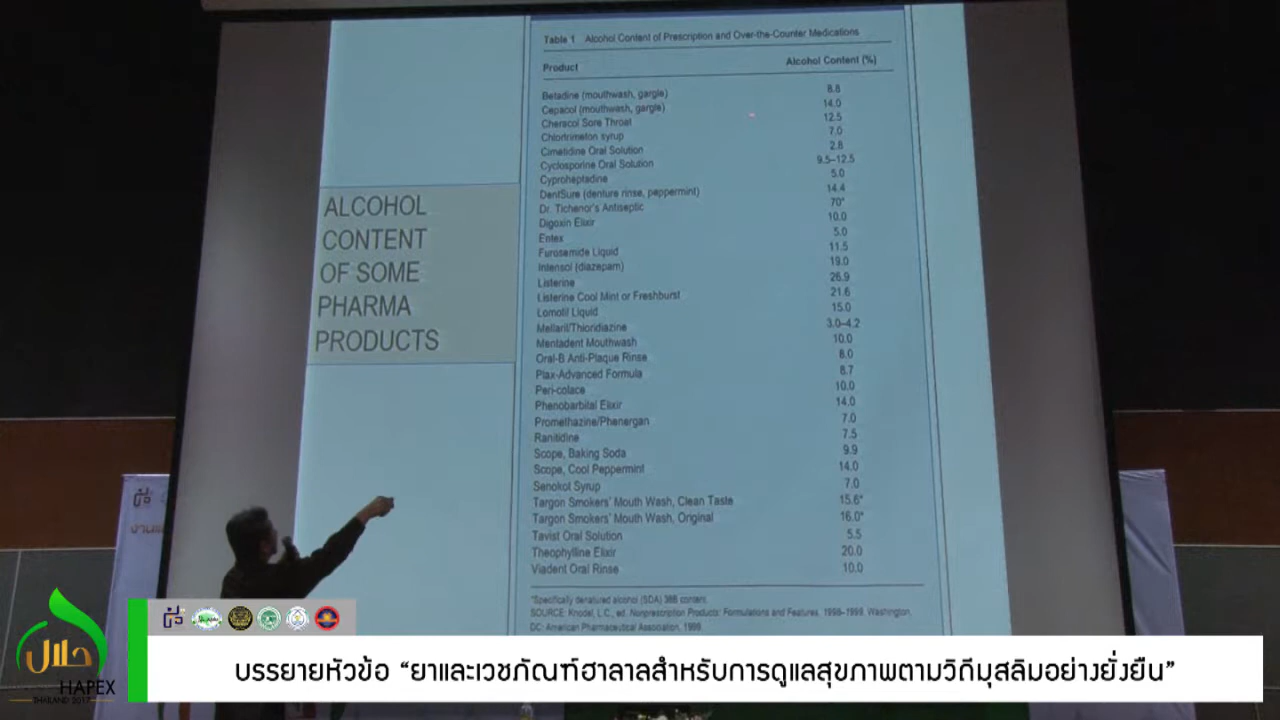 Table 1 Alcohol Content of Prescription and Over-the-Counter Medications
Product Alcohol Content (%)
Betadine (mouthwash, gargle) 8.8
Cepacol (mouthwash, gargle) 14.0
Cheracol Sore Throat 12.5
Chlortrimeton syrup 7.0
Cimetidine Oral Solution 2.8
Cyclosporine Oral Solution 9.5–12.5
Cyproheptadine 5.0
DentSure (denture rinse, peppermint) 14.4
Dr. Tichenor's Antiseptic 70*
Digoxin Elixir 10.0
Entex 5.0
Furosemide Liquid 11.5
Intensol (diazepam) 19.0
Listerine 26.9
Listerine Cool Mint or Freshburst 21.6
Lomotil Liquid 15.0
Mellaril/Thioridiazine 3.0–4.2
Mentadent Mouthwash 10.0
Oral-B Anti-Plaque Rinse 8.0
Plax-Advanced Formula 8.7
Peri-colace 10.0
Phenobarbital Elixir 14.0
Promethazine/Phenergan 7.0
Ranitidine 7.5
Scope, Baking Soda 9.9
Scope, Cool Peppermint 14.0
Senokot Syrup 7.0
Targon Smokers' Mouth Wash, Clean Taste 15.6*
Targon Smokers' Mouth Wash, Original 16.0*
Tavist Oral Solution 5.5
Theophylline Elixir 20.0
Viadent Oral Rinse 10.0
*Specifically denatured alcohol (SDA) 38B content.
SOURCE: Knodel, L.C., ed. Nonprescription Products: Formulations and Features, 1998–1999. Washington,
DC: American Pharmaceutical Association, 1999.
ALCOHOL
CONTENT
OF SOME
PHARMA
PRODUCTS
حلال
HAPEX
THAILAND 2017
บรรยายหัวข้อ “ยาและเวชภัณฑ์ฮาลาลสำหรับการดูแลสุขภาพตามวิถีมุสลิมอย่างยั่งยืน”